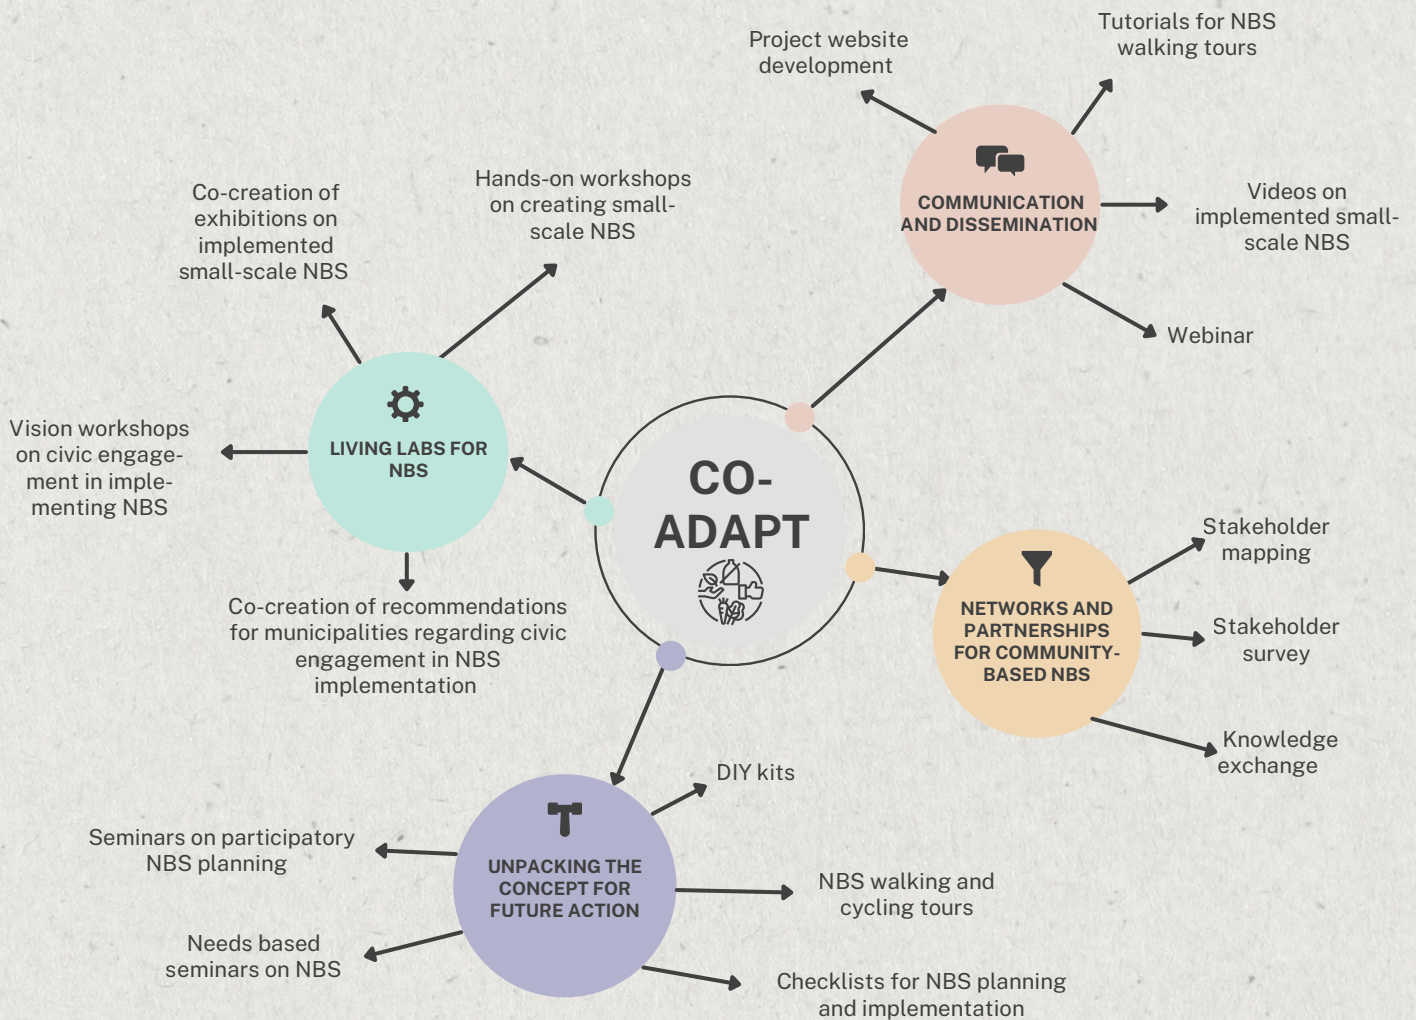 Tutorials for NBS
walking tours
Project website
development
COMMUNICATION
AND DISSEMINATION
Videos on
implemented small-
scale NBS
Webinar
Hands-on workshops
on creating small-
scale NBS
Co-creation of
exhibitions on
implemented
small-scale NBS
LIVING LABS FOR
NBS
Vision workshops
on civic engage-
ment in imple-
menting NBS
Co-creation of recommendations
for municipalities regarding civic
engagement in NBS
implementation
CO-
ADAPT
NETWORKS AND
PARTNERSHIPS
FOR COMMUNITY-
BASED NBS
Stakeholder
mapping
Stakeholder
survey
Knowledge
exchange
UNPACKING THE
CONCEPT FOR
FUTURE ACTION
DIY kits
Seminars on participatory
NBS planning
NBS walking and
cycling tours
Needs based
seminars on NBS
Checklists for NBS planning
and implementation